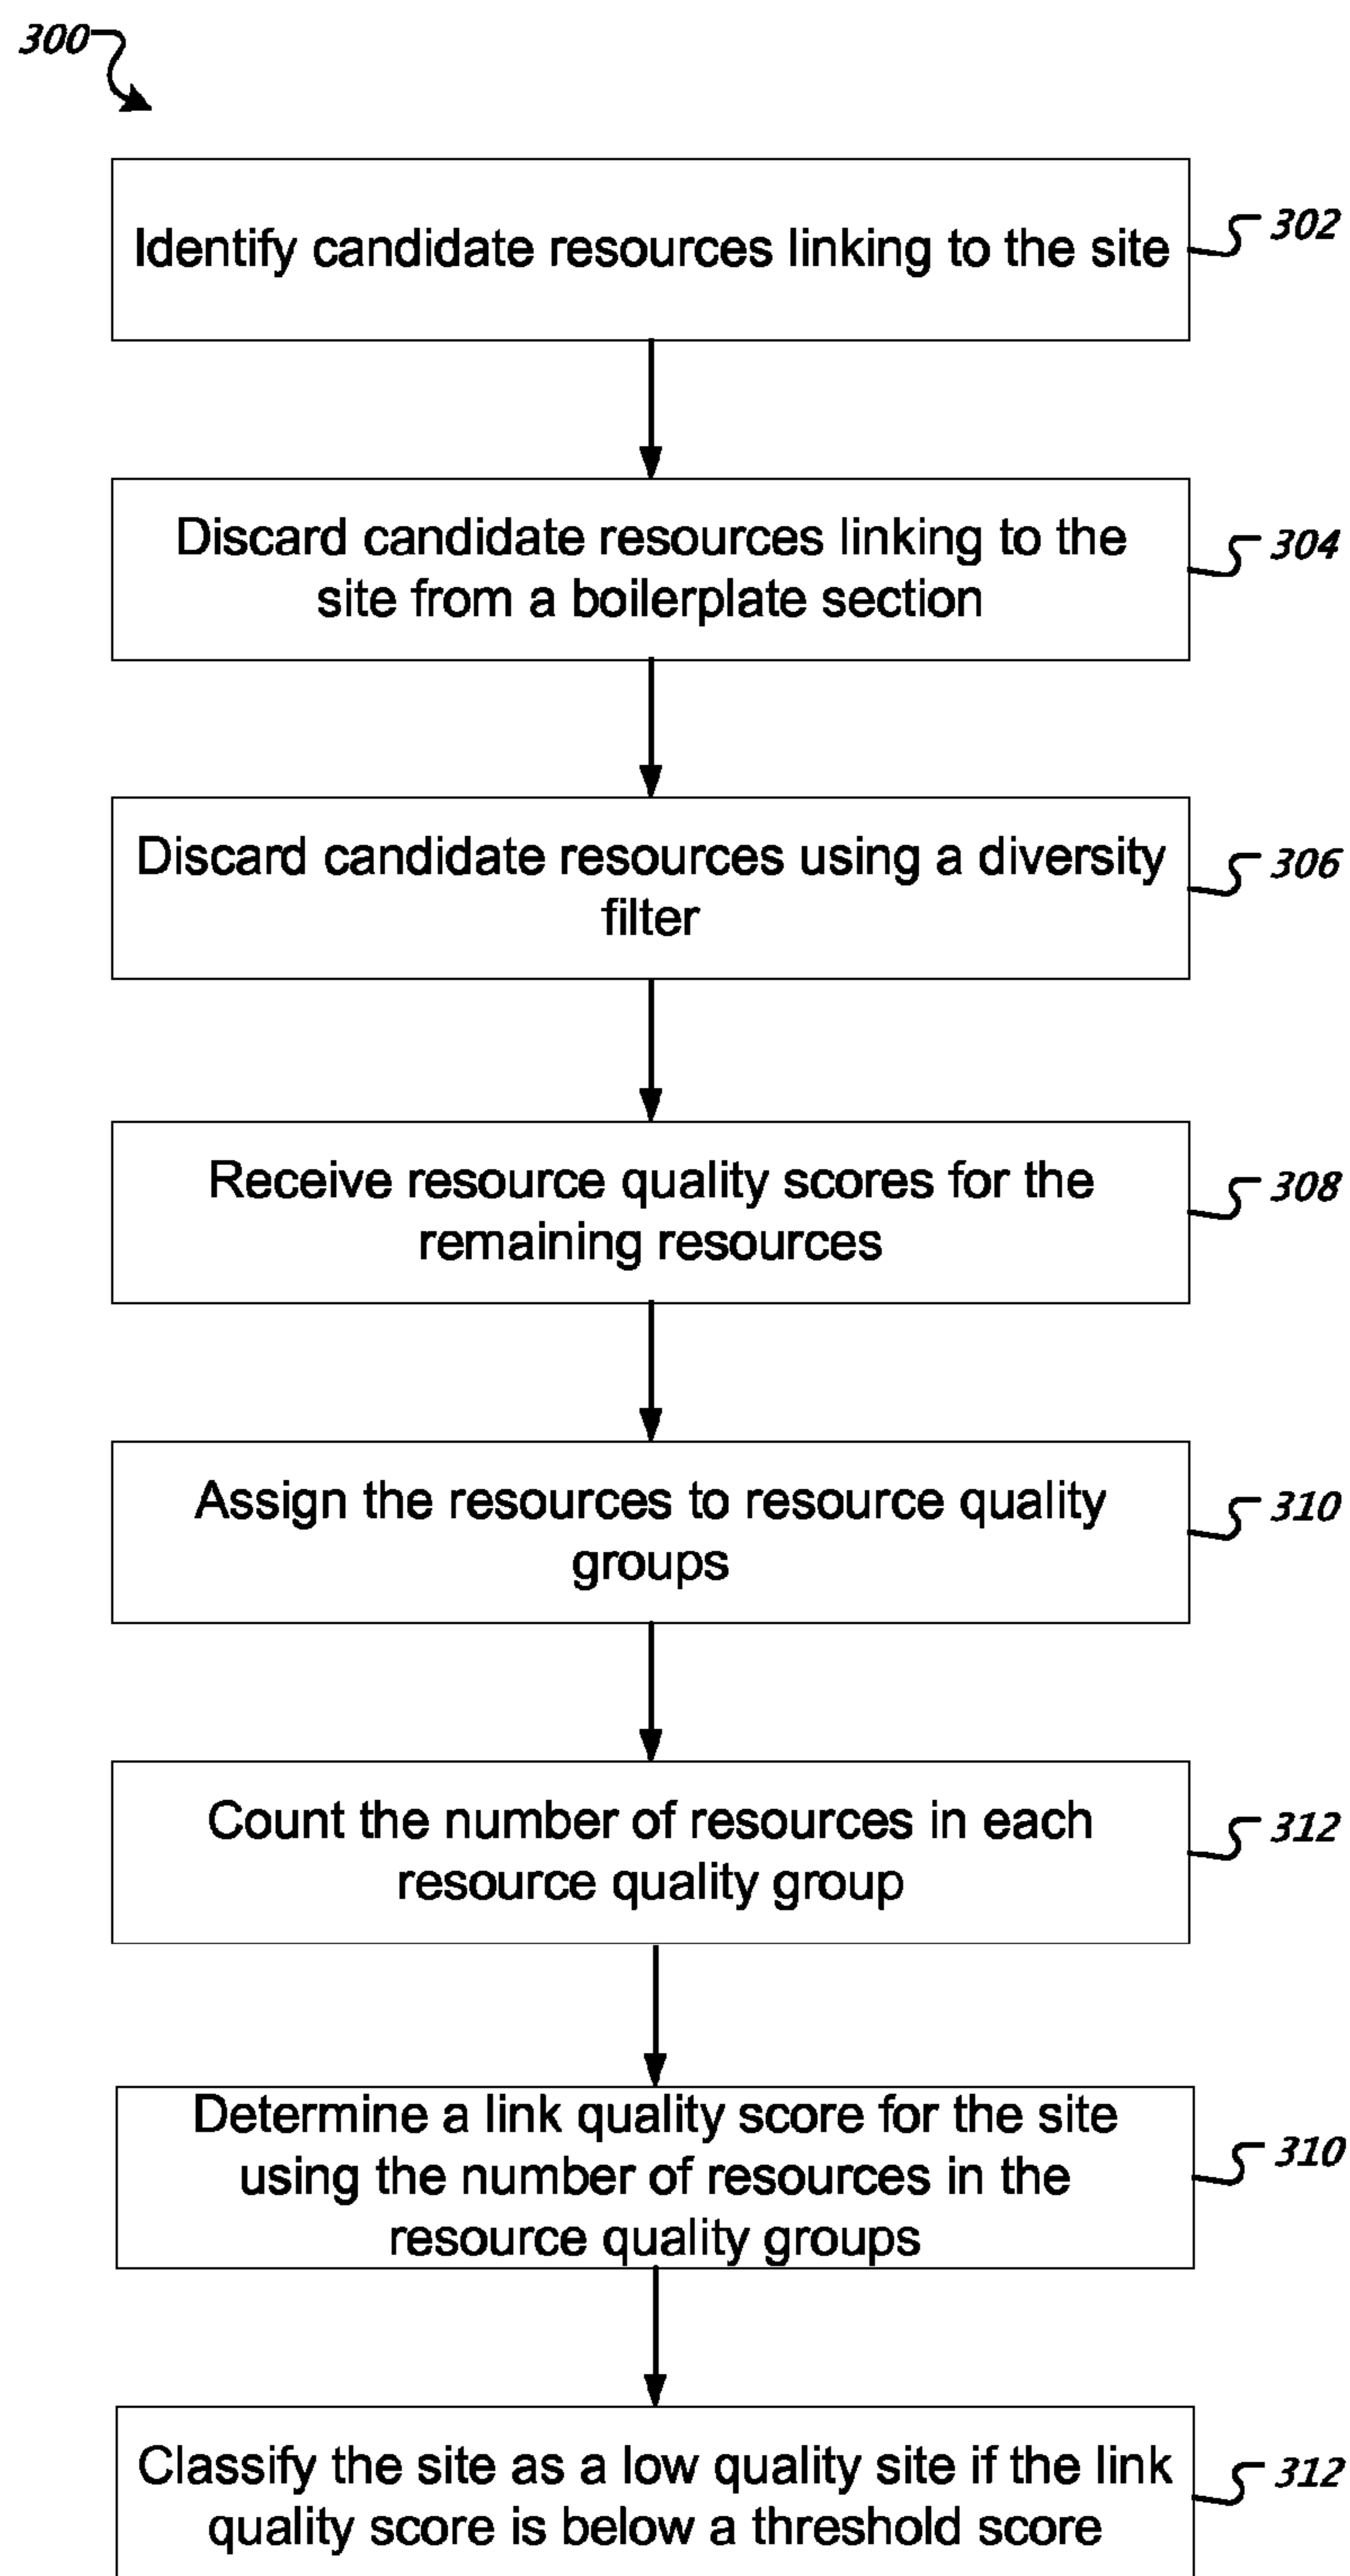 300
Identify candidate resources linking to the site
302
Discard candidate resources linking to the
site from a boilerplate section
304
Discard candidate resources using a diversity
filter
306
Receive resource quality scores for the
remaining resources
308
Assign the resources to resource quality
groups
310
Count the number of resources in each
resource quality group
312
Determine a link quality score for the site
using the number of resources in the
resource quality groups
310
Classify the site as a low quality site if the link
quality score is below a threshold score
312